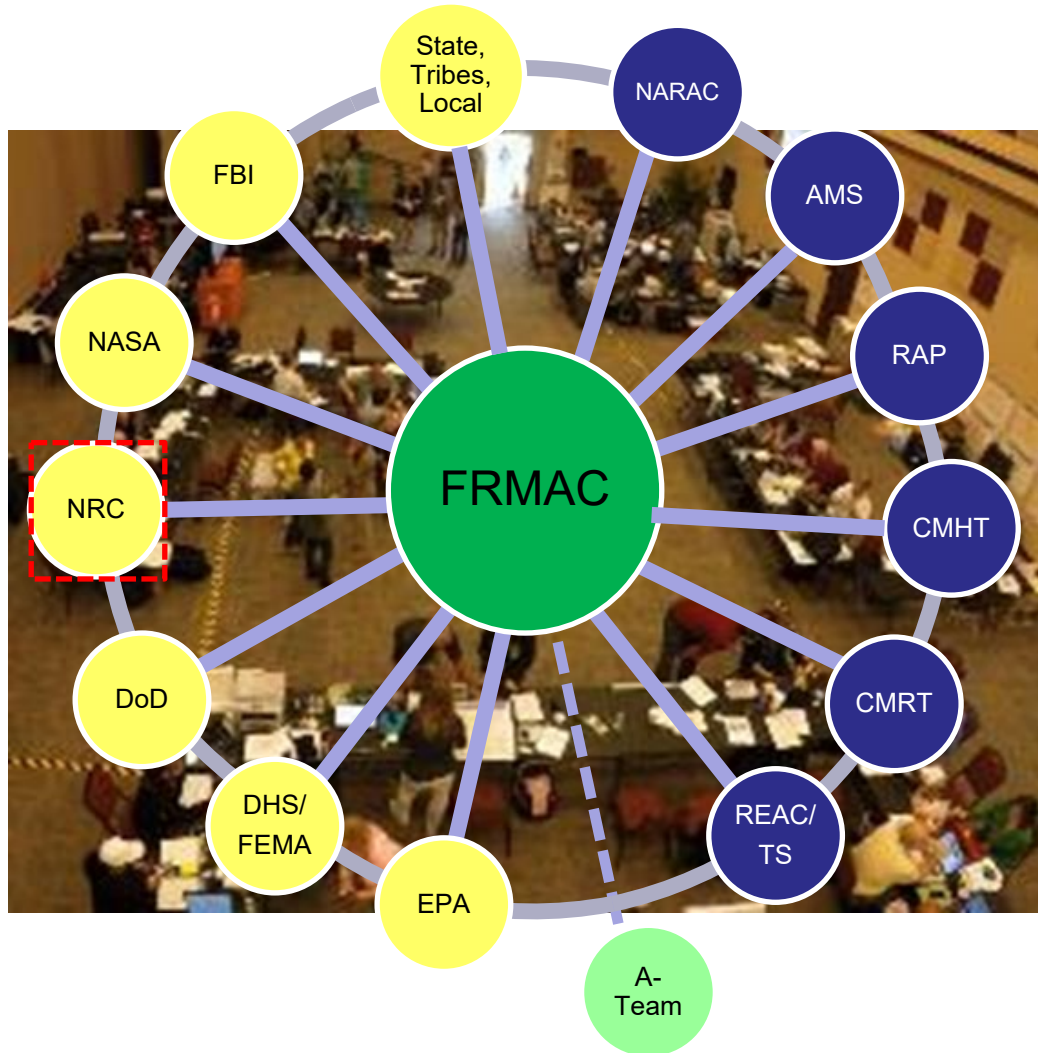 State,
Tribes,
Local
NARAC
FBI
AMS
NASA
RAP
FRMAC
NRC
CMHT
DoD
CMRT
DHS/
FEMA
REAC/
TS
EPA
A-
Team